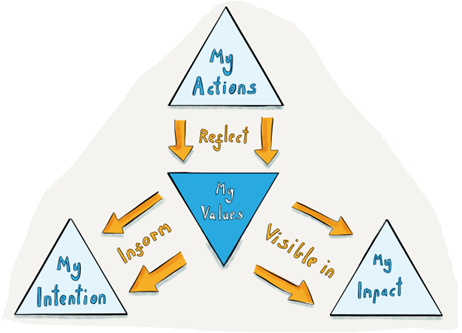 My
Actions
Reflect
My
Values
Inform
Visible in
My
Intention
My
Impact